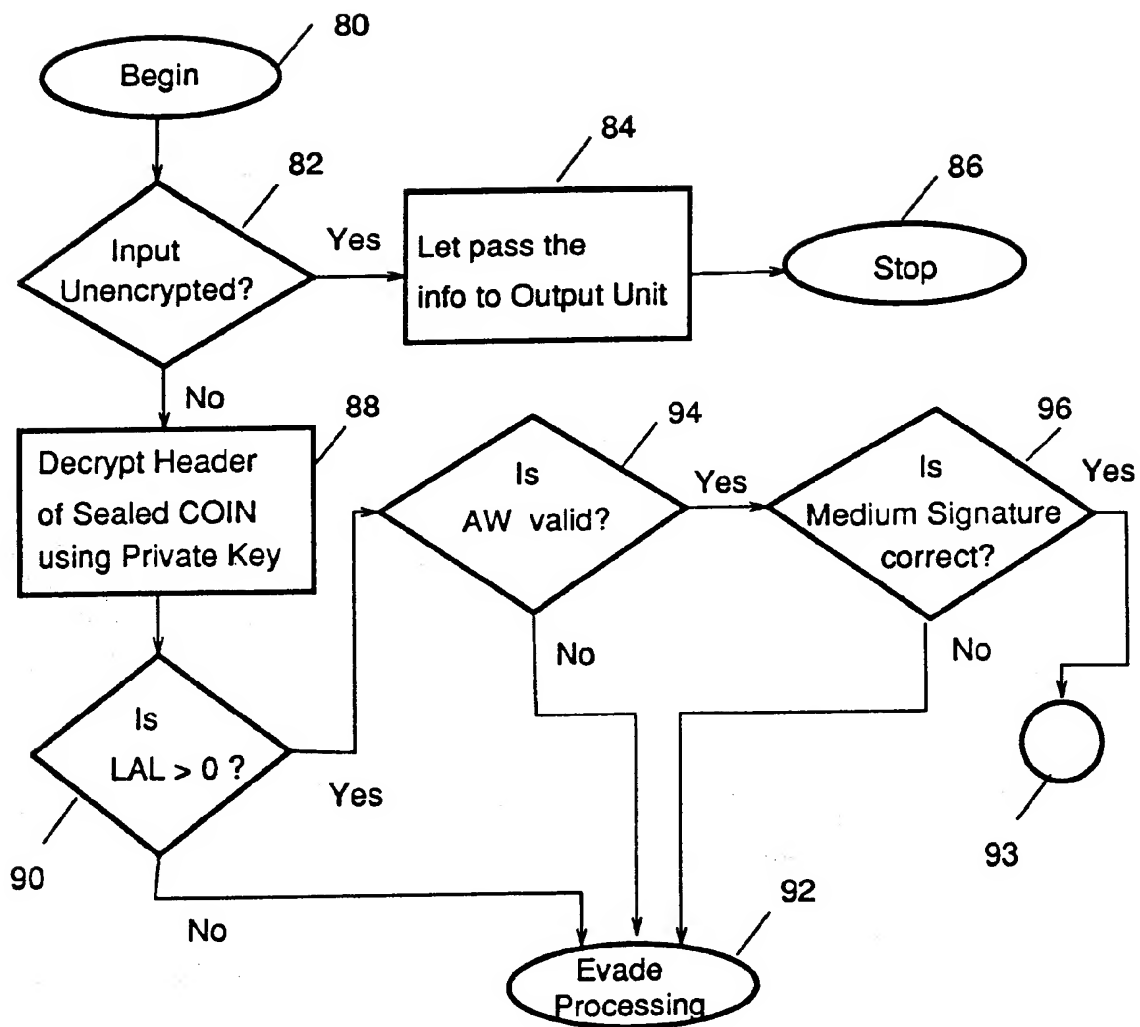 80
Begin
82
84
86
Input
Unencrypted?
Yes
Let pass the
info to Output Unit
Stop
No
88
Decrypt Header
of Sealed COIN
using Private Key
94
Is
AW valid?
Yes
96
Is
Medium Signature
correct?
Yes
No
No
93
Is
LAL > 0 ?
Yes
90
No
92
Evade
Processing